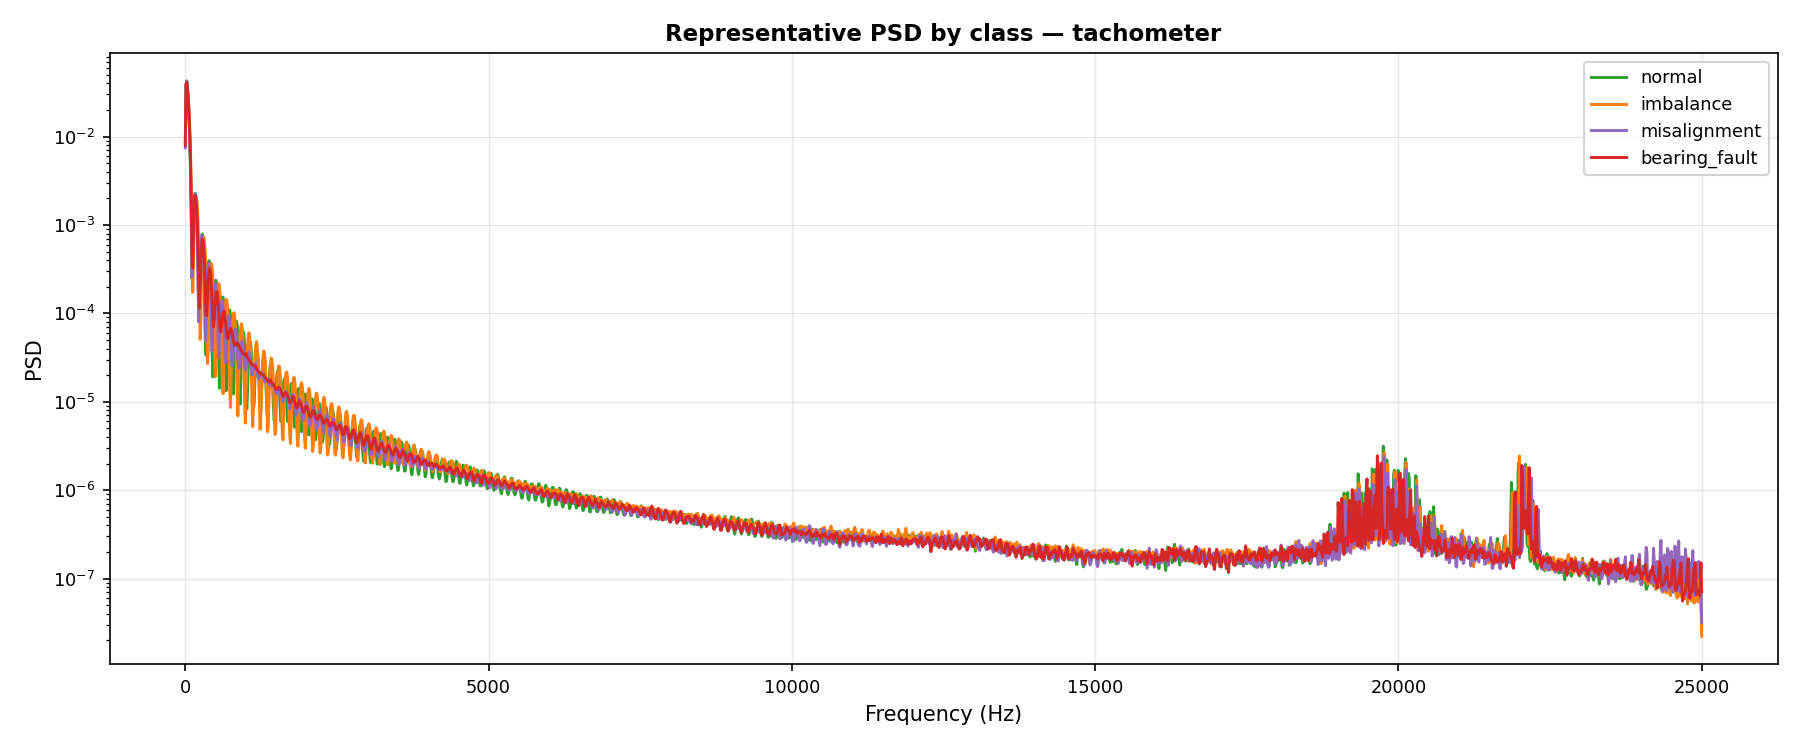 Representative PSD by class — tachometer
normal
imbalance
misalignment
bearing_fault
PSD
10⁻²
10⁻³
10⁻⁴
10⁻⁵
10⁻⁶
10⁻⁷
0 5000 10000 15000 20000 25000
Frequency (Hz)